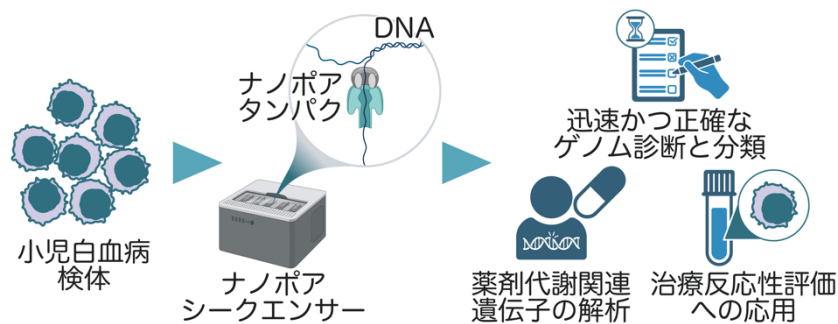 小児白血病
検体
DNA
ナノポア
タンパク
ナノポア
シークエンサー
迅速かつ正確な
ゲノム診断と分類
薬剤代謝関連
遺伝子の解析
治療反応性評価
への応用